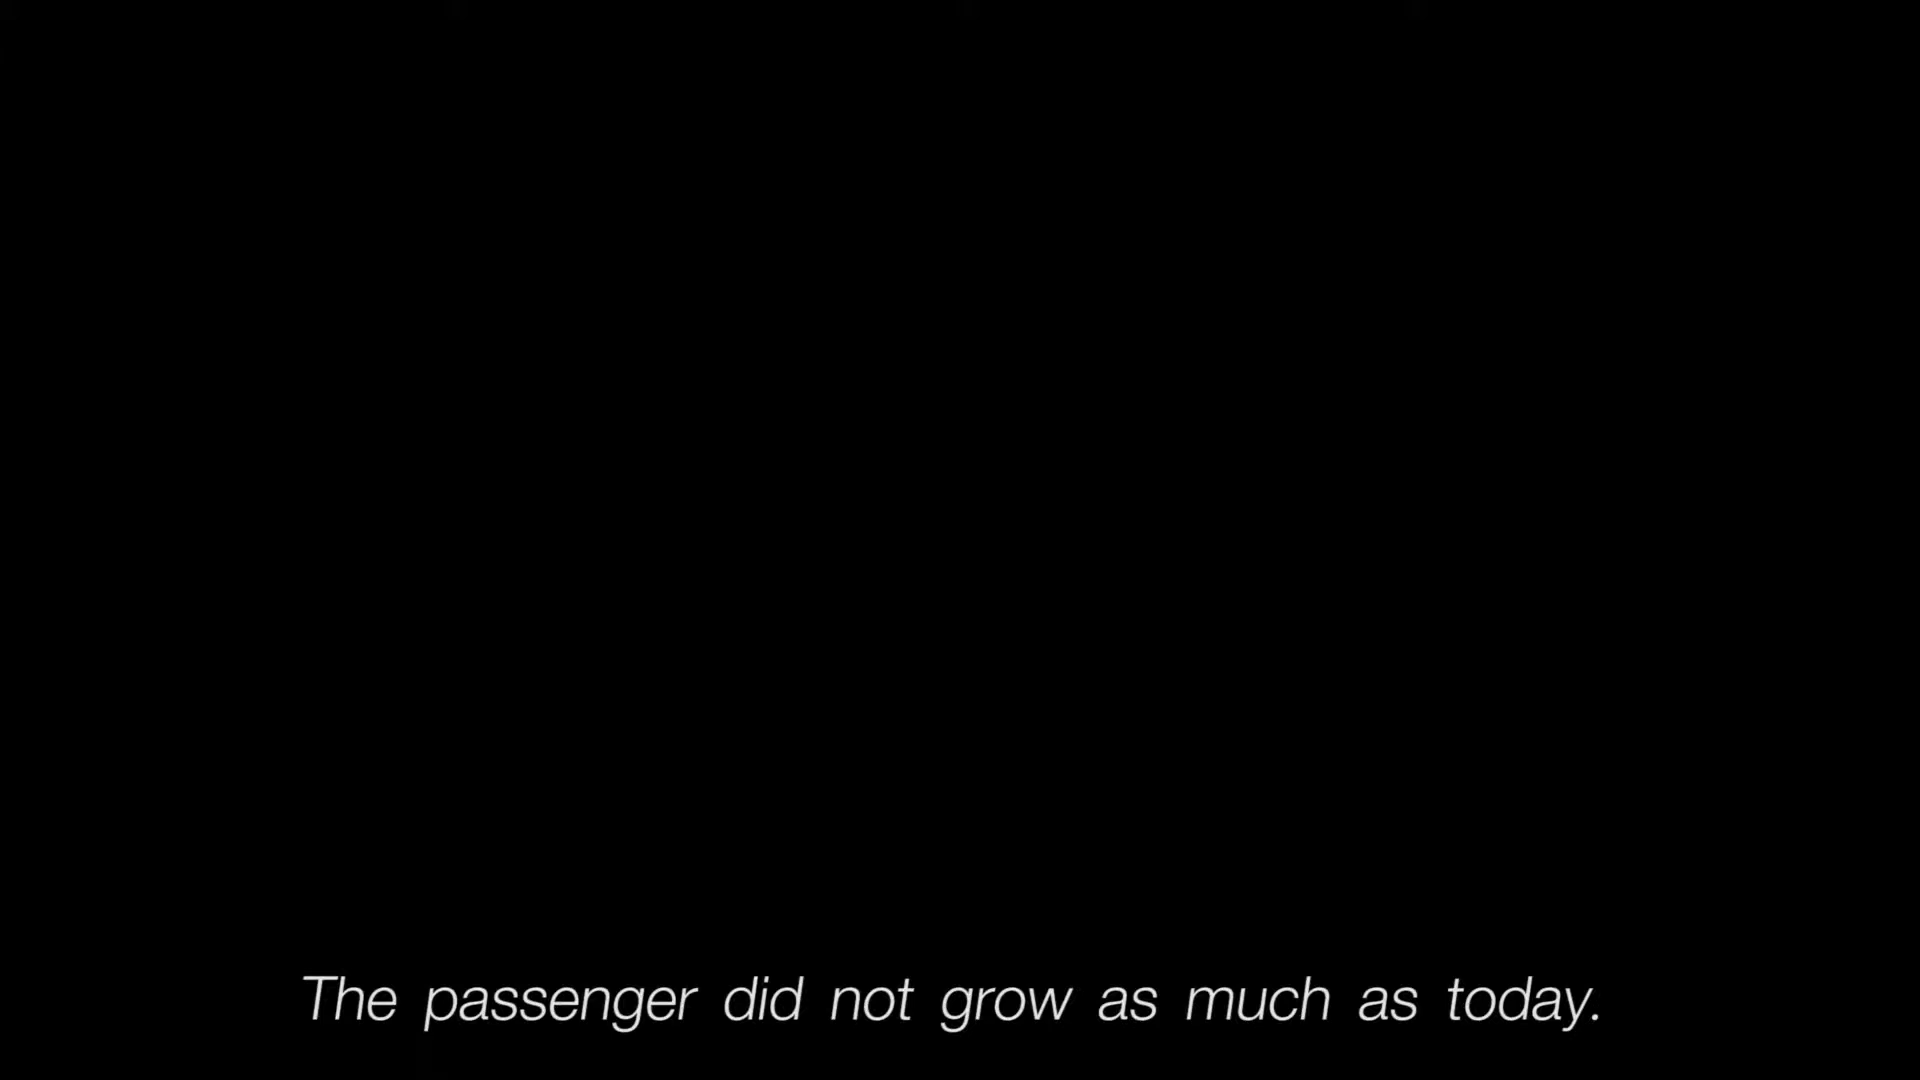 The passenger did not grow as much as today.